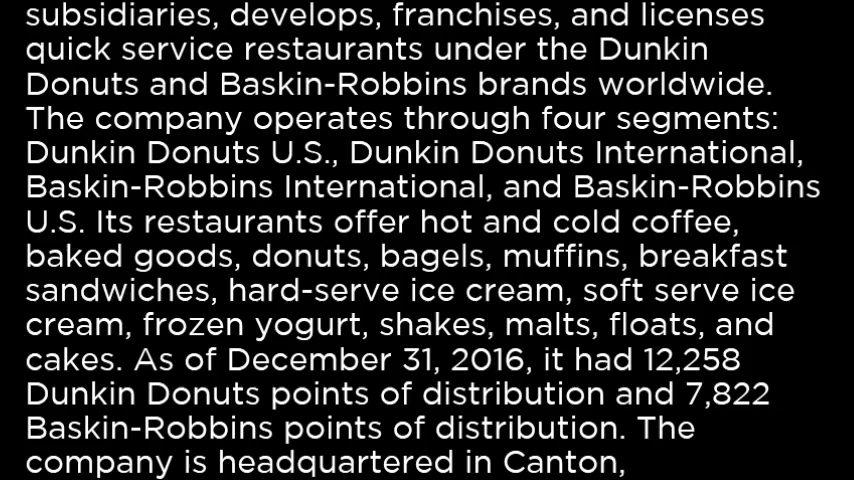 subsidiaries, develops, franchises, and licenses
quick service restaurants under the Dunkin
Donuts and Baskin-Robbins brands worldwide.
The company operates through four segments:
Dunkin Donuts U.S., Dunkin Donuts International,
Baskin-Robbins International, and Baskin-Robbins
U.S. Its restaurants offer hot and cold coffee,
baked goods, donuts, bagels, muffins, breakfast
sandwiches, hard-serve ice cream, soft serve ice
cream, frozen yogurt, shakes, malts, floats, and
cakes. As of December 31, 2016, it had 12,258
Dunkin Donuts points of distribution and 7,822
Baskin-Robbins points of distribution. The
company is headquartered in Canton,